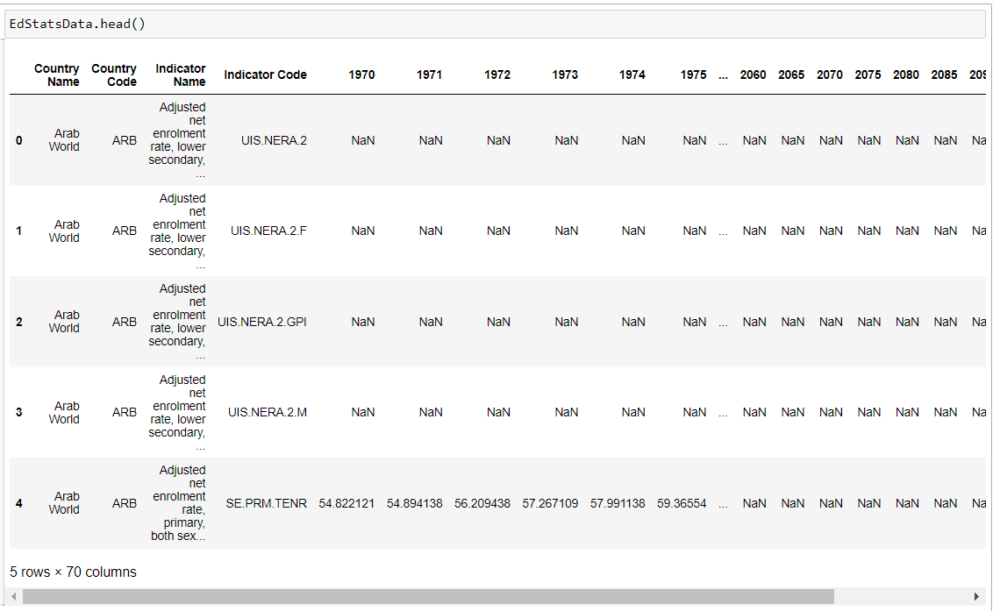 EdStatsData.head()
Country Name Country Code Indicator Name Indicator Code 1970 1971 1972 1973 1974 1975 ... 2060 2065 2070 2075 2080 2085 209
0 Arab World ARB Adjusted net enrolment rate, lower secondary, ... UIS.NERA.2 NaN NaN NaN NaN NaN NaN ... NaN NaN NaN NaN NaN NaN Na
1 Arab World ARB Adjusted net enrolment rate, lower secondary, ... UIS.NERA.2.F NaN NaN NaN NaN NaN NaN ... NaN NaN NaN NaN NaN NaN Na
2 Arab World ARB Adjusted net enrolment rate, lower secondary, ... UIS.NERA.2.GPI NaN NaN NaN NaN NaN NaN ... NaN NaN NaN NaN NaN NaN Na
3 Arab World ARB Adjusted net enrolment rate, lower secondary, ... UIS.NERA.2.M NaN NaN NaN NaN NaN NaN ... NaN NaN NaN NaN NaN NaN Na
4 Arab World ARB Adjusted net enrolment rate, primary, both sex... SE.PRM.TENR 54.822121 54.894138 56.209438 57.267109 57.991138 59.36554 ... NaN NaN NaN NaN NaN NaN Na
5 rows × 70 columns